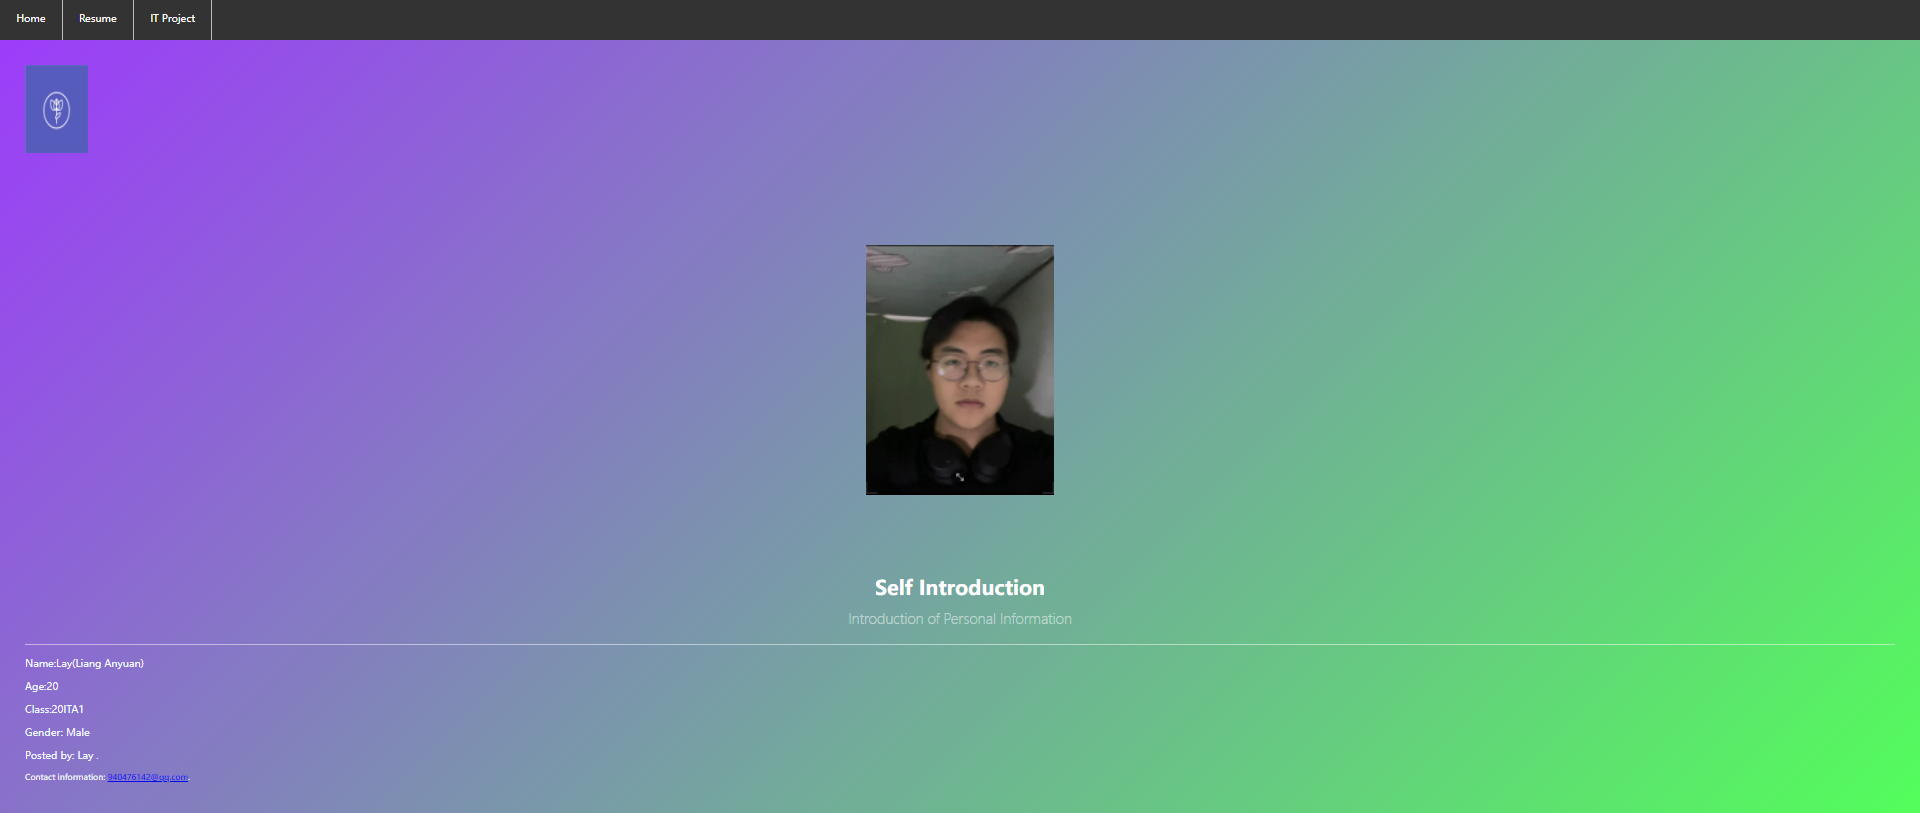 Home
Resume
IT Project
Self Introduction
Introduction of Personal Information
Name:Lay(Liang Anyuan)
Age:20
Class:20ITA1
Gender: Male
Posted by: Lay .
Contact information: 940476142@qq.com.